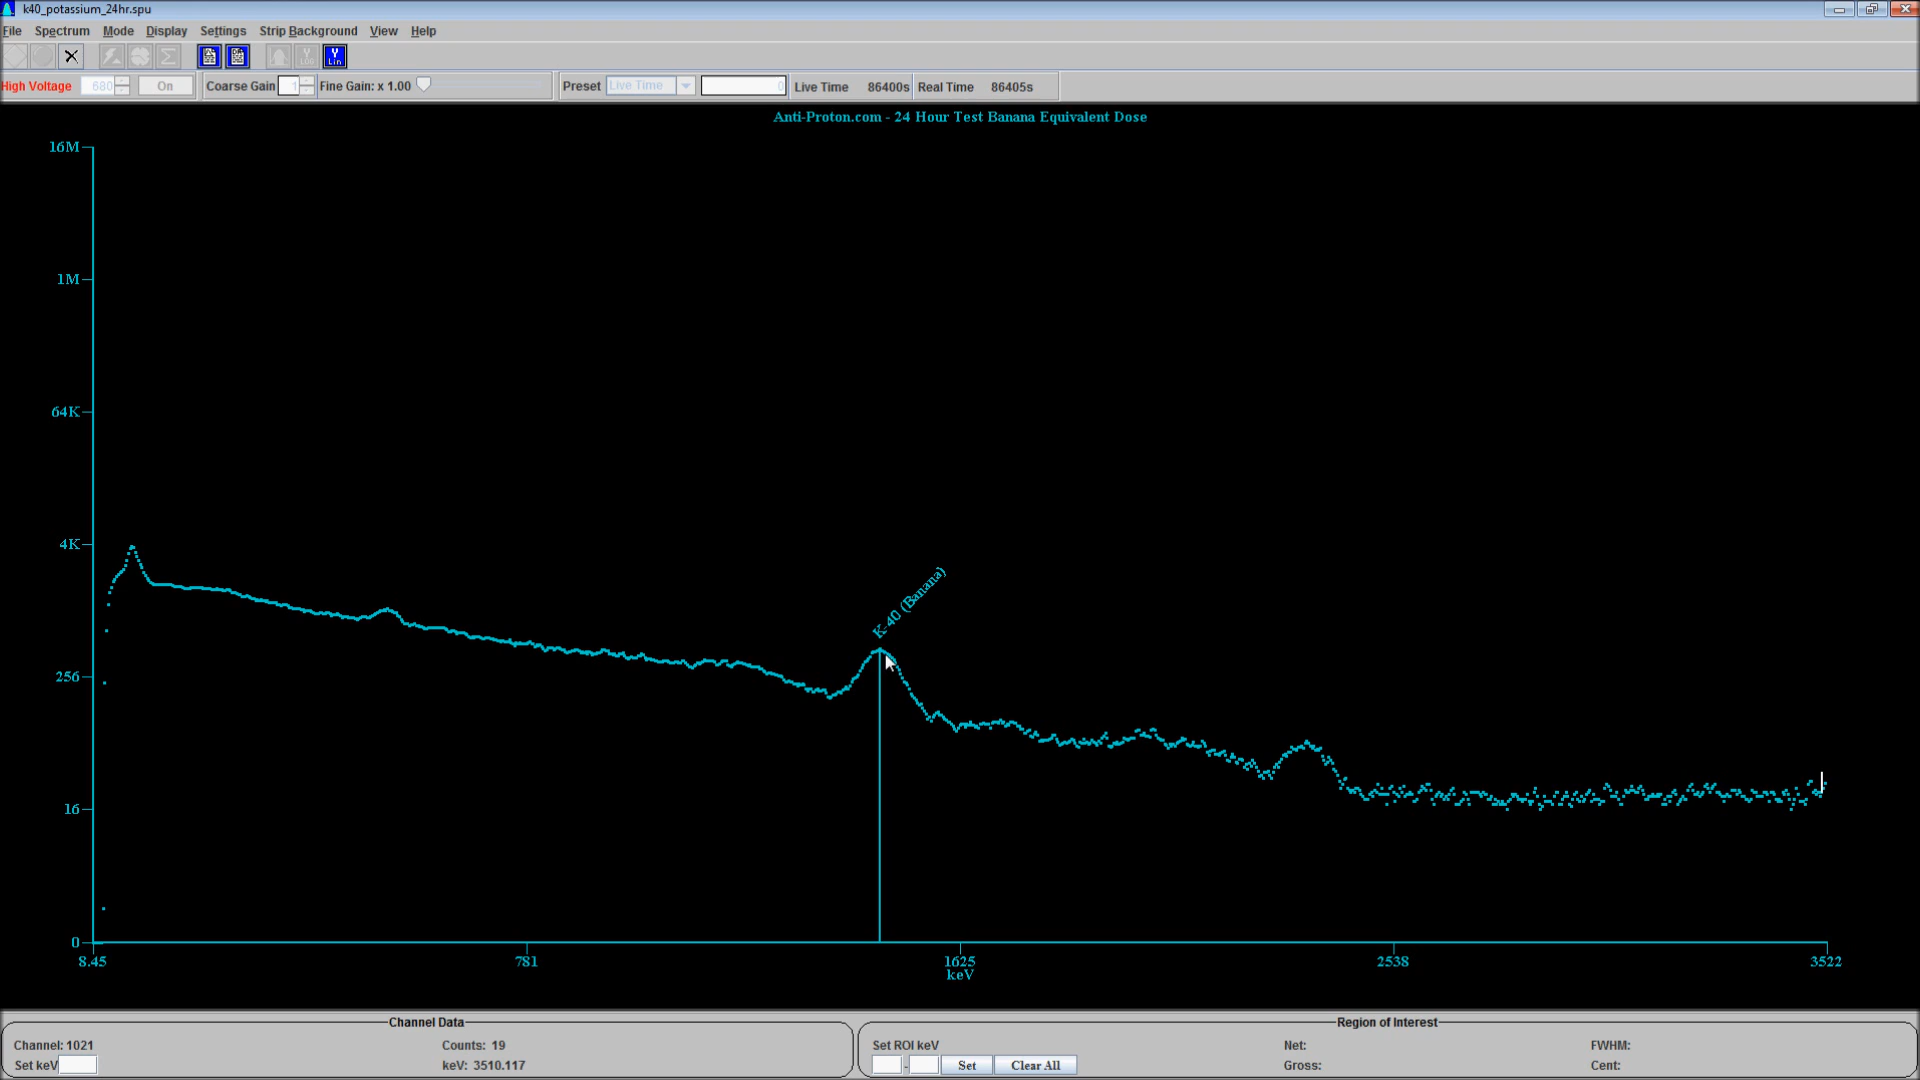 k40_potassium_24hr.spu
File Spectrum Mode Display Settings Strip Background View Help
Y Lin
High Voltage 680 On Coarse Gain 1 Fine Gain: x 1.00 Preset Live Time 0 Live Time 86400s Real Time 86405s
Anti-Proton.com - 24 Hour Test Banana Equivalent Dose
16M
1M
64K
4K
K-40 (Banana)
256
16
0
8.45 781 1625 2538 3522
keV
Channel Data Region of Interest
Channel: 1021 Counts: 19 Set ROI keV Net: FWHM:
Set keV keV: 3510.117 - Set Clear All Gross: Cent: